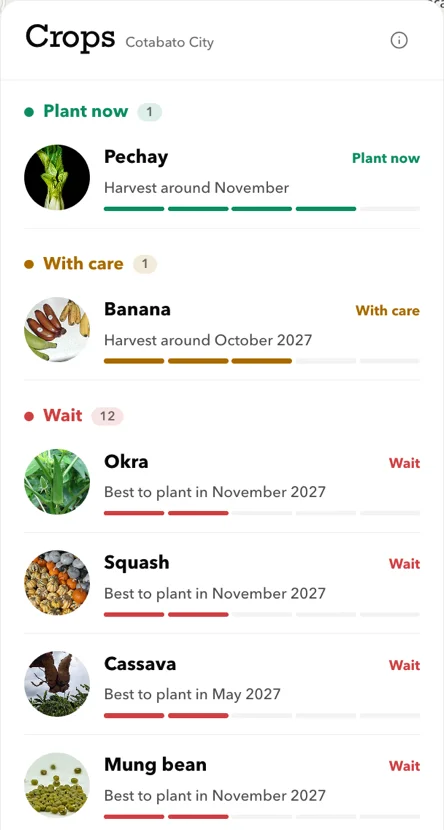 Crops Cotabato City
Plant now 1
Pechay Plant now
Harvest around November
With care 1
Banana With care
Harvest around October 2027
Wait 12
Okra Wait
Best to plant in November 2027
Squash Wait
Best to plant in November 2027
Cassava Wait
Best to plant in May 2027
Mung bean Wait
Best to plant in November 2027